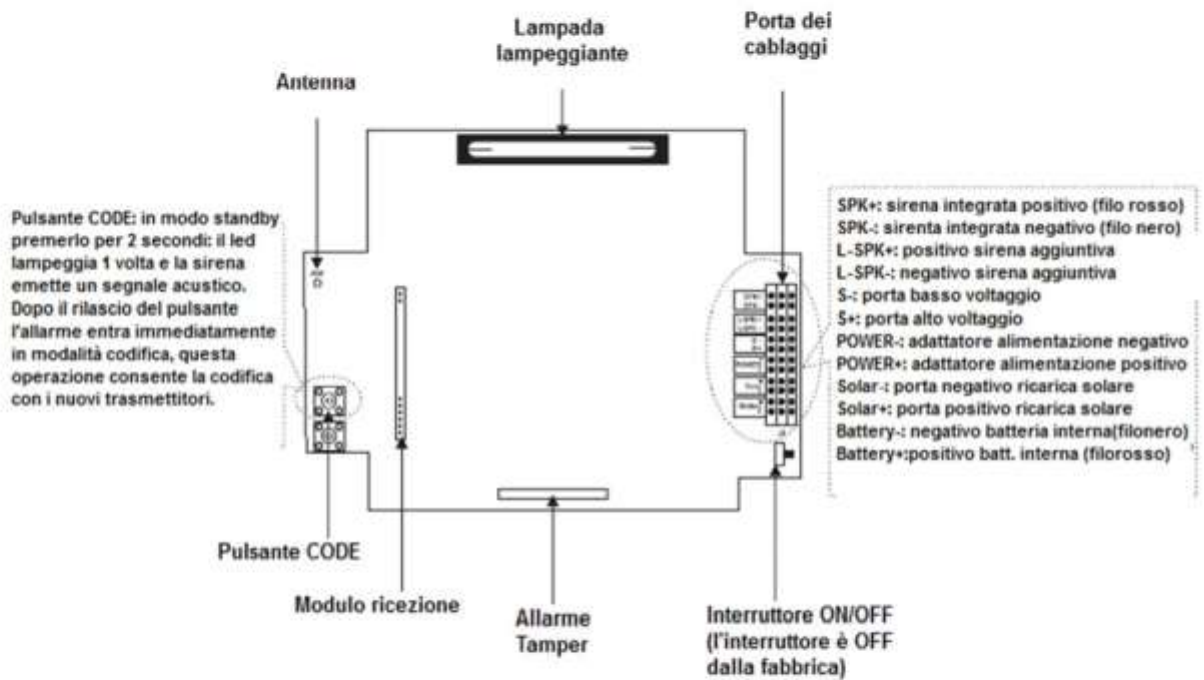 Lampada
lampeggiante
Porta dei
cablaggi
Antenna
Pulsante CODE: in modo standby
premerlo per 2 secondi: il led
lampeggia 1 volta e la sirena
emette un segnale acustico.
Dopo il rilascio del pulsante
l'allarme entra immediatamente
in modalità codifica, questa
operazione consente la codifica
con i nuovi trasmettitori.
SPK+: sirena integrata positivo (filo rosso)
SPK-: sirenta integrata negativo (filo nero)
L-SPK+: positivo sirena aggiuntiva
L-SPK-: negativo sirena aggiuntiva
S-: porta basso voltaggio
S+: porta alto voltaggio
POWER-: adattatore alimentazione negativo
POWER+: adattatore alimentazione positivo
Solar-: porta negativo ricarica solare
Solar+: porta positivo ricarica solare
Battery-: negativo batteria interna(filonero)
Battery+:positivo batt. interna (filorosso)
Pulsante CODE
Modulo ricezione
Allarme
Tamper
Interruttore ON/OFF
(l'interruttore è OFF
dalla fabbrica)